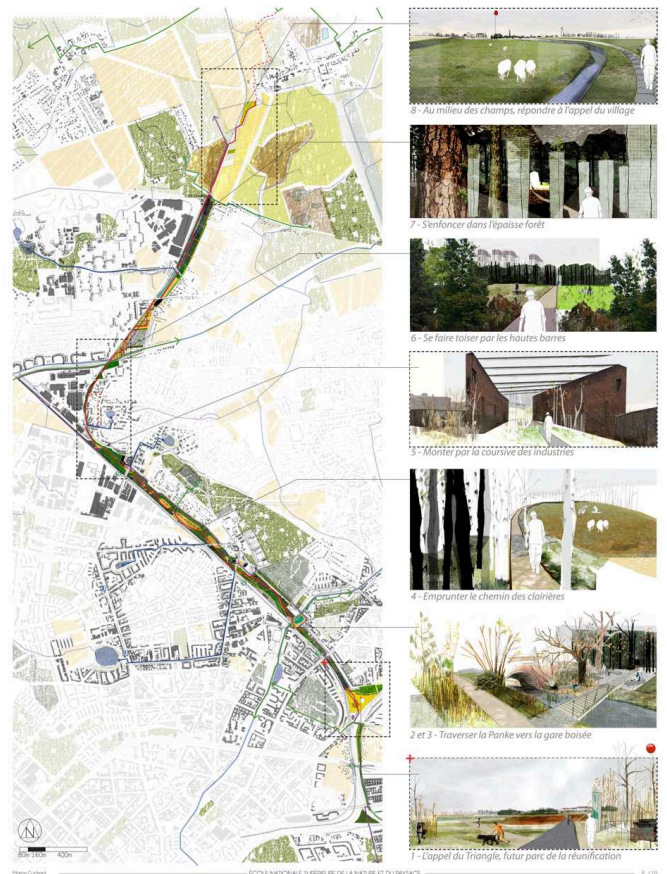 8 - Au milieu des champs, répondre à l'appel du village
7 - S'enfoncer dans l'épaisse forêt
6 - Se faire toiser par les hautes barres
5 - Monter par la coursive des industries
4 - Emprunter le chemin des clairières
2 et 3 - Traverser la Panke vers la gare boisée
1 - L'appel du Triangle, futur parc de la réunification
N
80m 160m 400m
ECOLE NATIONALE SUPÉRIEURE DE LA NATURE ET DU PAYSAGE